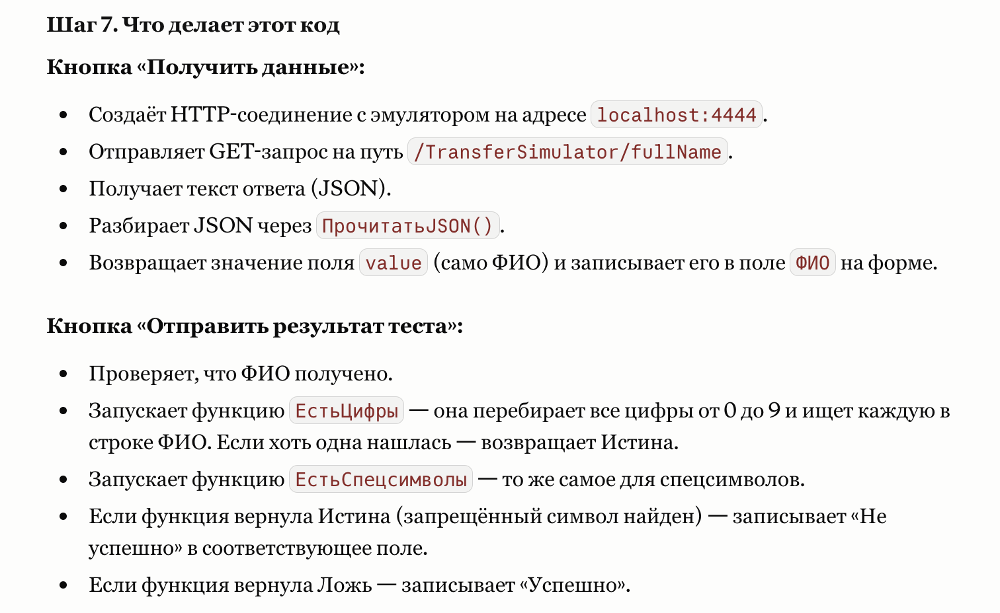 Шаг 7. Что делает этот код
Кнопка «Получить данные»:
• Создаёт HTTP-соединение с эмулятором на адресе localhost:4444.
• Отправляет GET-запрос на путь /TransferSimulator/fullName.
• Получает текст ответа (JSON).
• Разбирает JSON через ПрочитатьJSON().
• Возвращает значение поля value (само ФИО) и записывает его в поле ФИО на форме.
Кнопка «Отправить результат теста»:
• Проверяет, что ФИО получено.
• Запускает функцию ЕстьЦифры — она перебирает все цифры от 0 до 9 и ищет каждую в
строке ФИО. Если хоть одна нашлась — возвращает Истина.
• Запускает функцию ЕстьСпецсимволы — то же самое для спецсимволов.
• Если функция вернула Истина (запрещённый символ найден) — записывает «Не
успешно» в соответствующее поле.
• Если функция вернула Ложь — записывает «Успешно».